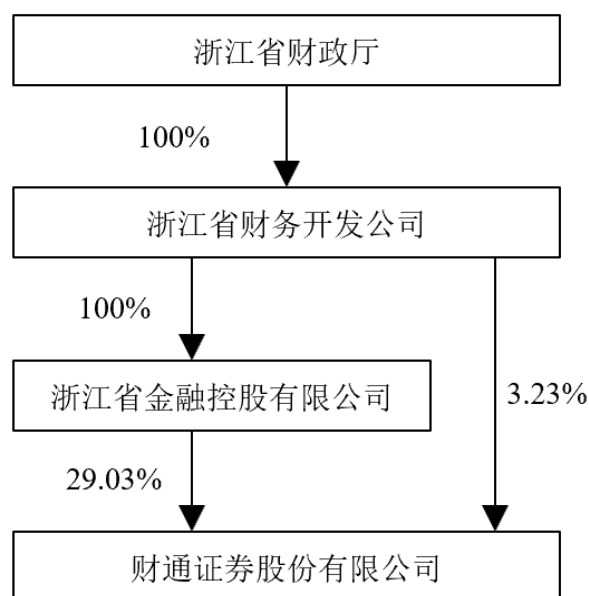 浙江省财政厅
100%
浙江省财务开发公司
100%
浙江省金融控股有限公司
3.23%
29.03%
财通证券股份有限公司